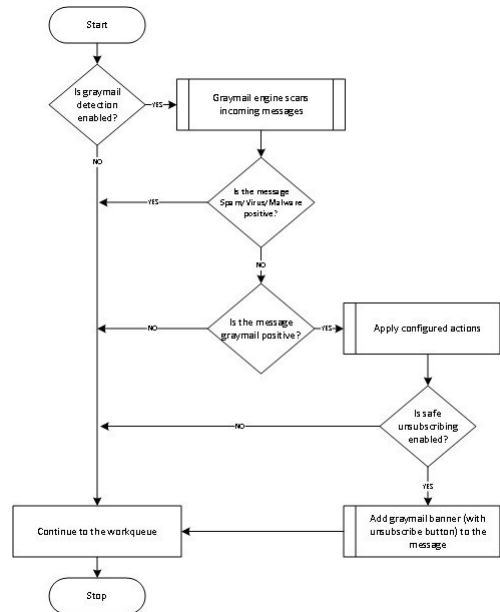 Start
Is graymail
detection
enabled?
YES
Graymail engine scans
incoming messages
NO
Is the message
Spam/Virus/Malware
positive?
YES
NO
Is the message
graymail positive?
NO
YES
Apply configured actions
Is safe
unsubscribing
enabled?
NO
YES
Continue to the workqueue
Add graymail banner (with
unsubscribe button) to the
message
Stop